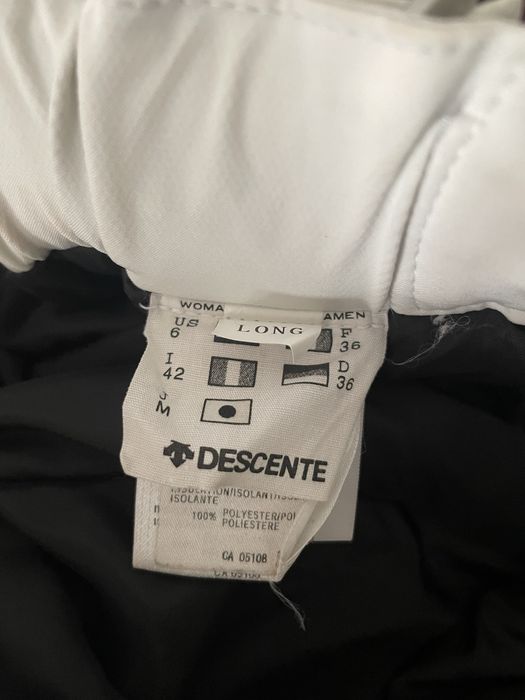 WOMA
AMEN
LONG
US
6
F
36
I
42
D
36
J
M
DESCENTE
ISOLANTE
100% POLYESTER/POL
POLIESTERE
CA 05108